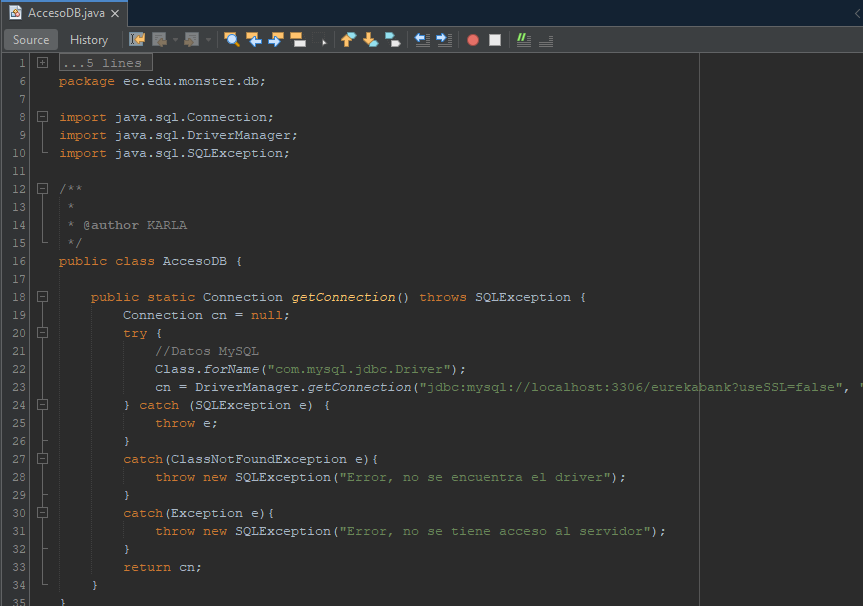 AccesoDB.java
Source History
1 ...5 lines
6 package ec.edu.monster.db;
7
8 import java.sql.Connection;
9 import java.sql.DriverManager;
10 import java.sql.SQLException;
11
12 /**
13 *
14 * @author KARLA
15 */
16 public class AccesoDB {
17
18 public static Connection getConnection() throws SQLException {
19 Connection cn = null;
20 try {
21 //Datos MySQL
22 Class.forName("com.mysql.jdbc.Driver");
23 cn = DriverManager.getConnection("jdbc:mysql://localhost:3306/eurekabank?useSSL=false", "
24 } catch (SQLException e) {
25 throw e;
26 }
27 catch(ClassNotFoundException e){
28 throw new SQLException("Error, no se encuentra el driver");
29 }
30 catch(Exception e){
31 throw new SQLException("Error, no se tiene acceso al servidor");
32 }
33 return cn;
34 }
35 }